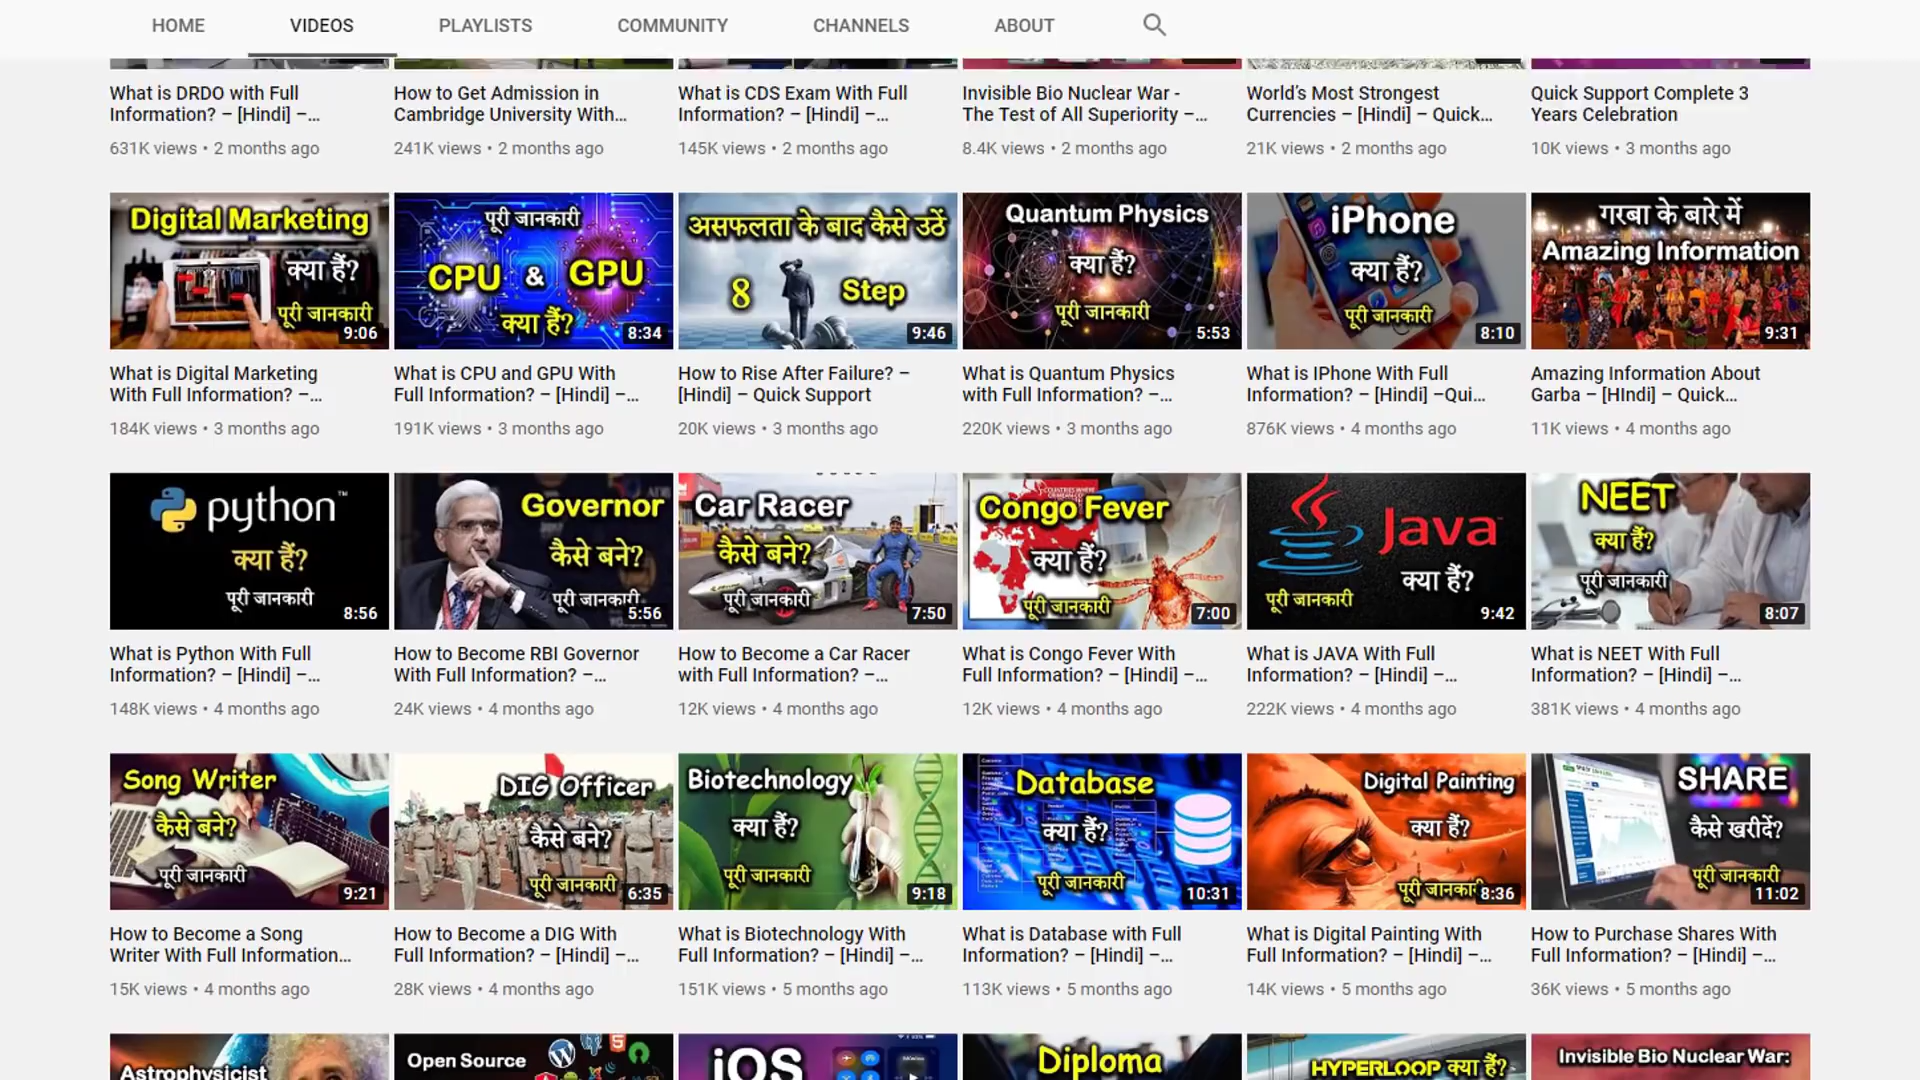 HOME VIDEOS PLAYLISTS COMMUNITY CHANNELS ABOUT
What is DRDO with Full
Information? – [Hindi] –...
631K views • 2 months ago
How to Get Admission in
Cambridge University With...
241K views • 2 months ago
What is CDS Exam With Full
Information? – [Hindi] –...
145K views • 2 months ago
Invisible Bio Nuclear War -
The Test of All Superiority –...
8.4K views • 2 months ago
World's Most Strongest
Currencies – [Hindi] – Quick...
21K views • 2 months ago
Quick Support Complete 3
Years Celebration
10K views • 3 months ago
Digital Marketing
क्या हैं?
पूरी जानकारी
9:06
What is Digital Marketing
With Full Information? –...
184K views • 3 months ago
पूरी जानकारी
CPU & GPU
क्या हैं?
8:34
What is CPU and GPU With
Full Information? – [Hindi] –...
191K views • 3 months ago
असफलता के बाद कैसे उठें
8 Step
9:46
How to Rise After Failure? –
[Hindi] – Quick Support
20K views • 3 months ago
Quantum Physics
क्या हैं?
पूरी जानकारी
5:53
What is Quantum Physics
with Full Information? –...
220K views • 3 months ago
iPhone
क्या हैं?
पूरी जानकारी
8:10
What is IPhone With Full
Information? – [Hindi] –Qui...
876K views • 4 months ago
गरबा के बारे में
Amazing Information
9:31
Amazing Information About
Garba – [HIndi] – Quick...
11K views • 4 months ago
python™
क्या हैं?
पूरी जानकारी
8:56
What is Python With Full
Information? – [Hindi] –...
148K views • 4 months ago
Governor
कैसे बने?
पूरी जानकारी
5:56
How to Become RBI Governor
With Full Information? –...
24K views • 4 months ago
Car Racer
कैसे बने?
पूरी जानकारी
7:50
How to Become a Car Racer
with Full Information? –...
12K views • 4 months ago
Congo Fever
क्या हैं?
पूरी जानकारी
7:00
What is Congo Fever With
Full Information? – [Hindi] –...
12K views • 4 months ago
Java
क्या हैं?
पूरी जानकारी
9:42
What is JAVA With Full
Information? – [Hindi] –...
222K views • 4 months ago
NEET
क्या हैं?
पूरी जानकारी
8:07
What is NEET With Full
Information? – [Hindi] –...
381K views • 4 months ago
Song Writer
कैसे बने?
पूरी जानकारी
9:21
How to Become a Song
Writer With Full Information...
15K views • 4 months ago
DIG Officer
कैसे बने?
पूरी जानकारी
6:35
How to Become a DIG With
Full Information? – [Hindi] –...
28K views • 4 months ago
Biotechnology
क्या हैं?
पूरी जानकारी
9:18
What is Biotechnology With
Full Information? – [Hindi] –...
151K views • 5 months ago
Database
क्या हैं?
पूरी जानकारी
10:31
What is Database with Full
Information? – [Hindi] –...
113K views • 5 months ago
Digital Painting
क्या हैं?
पूरी जानकारी
8:36
What is Digital Painting With
Full Information? – [Hindi] –...
14K views • 5 months ago
SHARE
कैसे खरीदें?
पूरी जानकारी
11:02
How to Purchase Shares With
Full Information? – [Hindi] –...
36K views • 5 months ago
Astrophysicist
Open Source
iOS
Diploma
HYPERLOOP क्या हैं?
Invisible Bio Nuclear War: